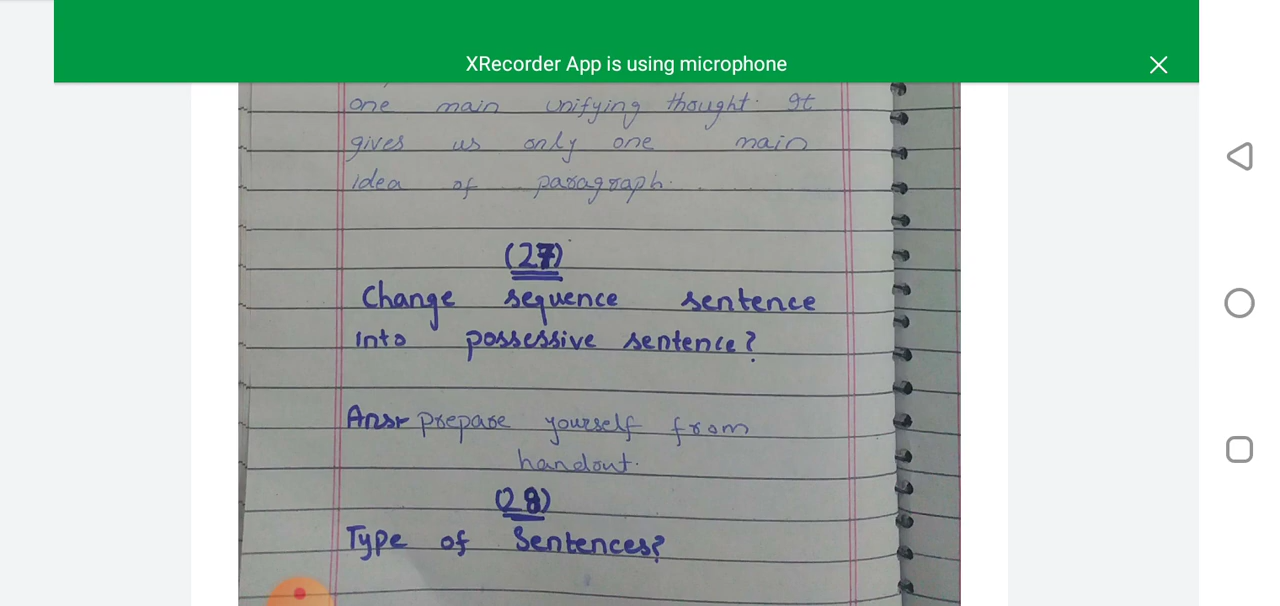 XRecorder App is using microphone
one main unifying thought. It
gives us only one main
idea of paragraph.
(27)
Change sequence sentence
into possessive sentence?
Ansr prepare yourself from
handout.
(28)
Type of Sentences?